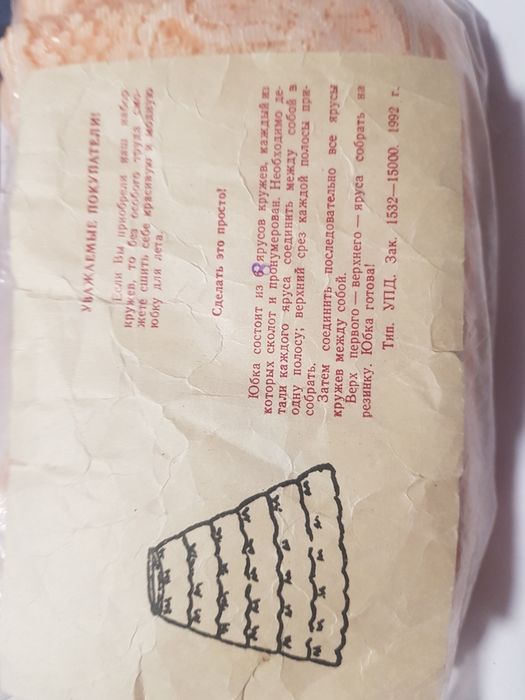 УВАЖАЕМЫЕ ПОКУПАТЕЛИ!
Если Вы приобрели наш набор
кружев, то без особого труда смо-
жете сшить себе красивую и модную
юбку для лета.
Сделать это просто!
Юбка состоит из 8 ярусов кружев, каждый из
которых сколот и пронумерован. Необходимо де-
тали каждого яруса соединить между собой в
одну полосу; верхний срез каждой полосы при-
собрать.
Затем соединить последовательно все ярусы
кружев между собой.
Верх первого — верхнего — яруса собрать на
резинку. Юбка готова!
Тип. УПД. Зак. 1532—15000. 1992 г.